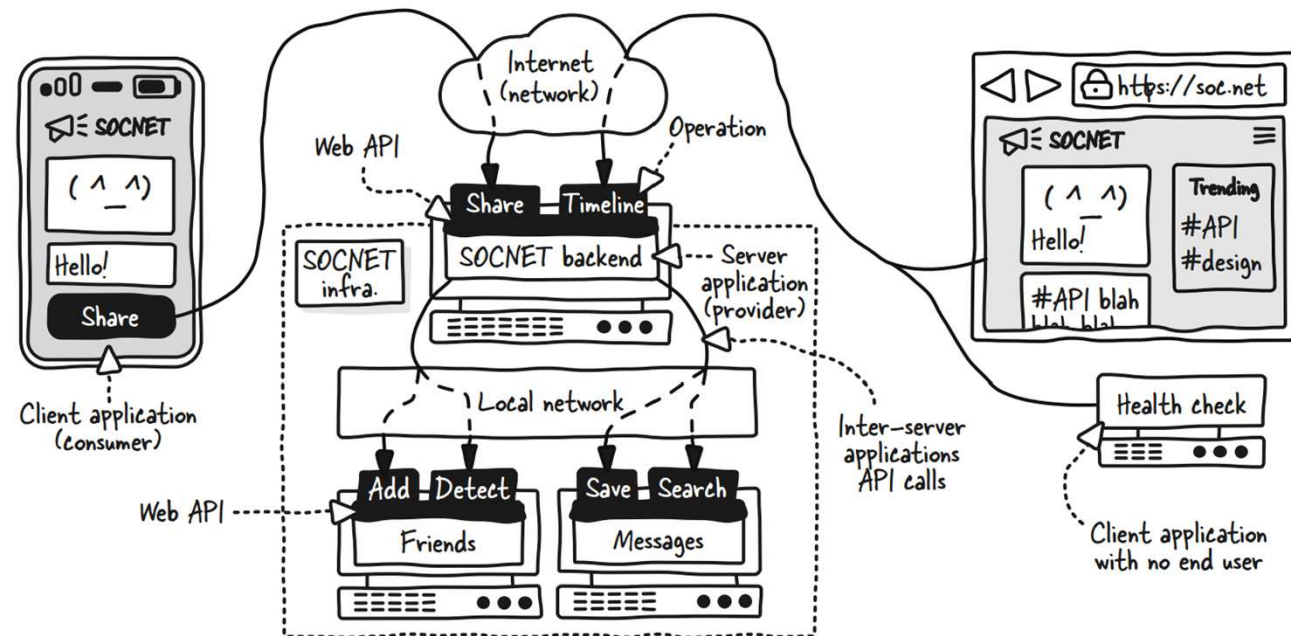 SOCNET
( ^_^)
Hello!
Share
Client application
(consumer)
Internet
(network)
Web API
Operation
Share
Timeline
SOCNET
infra.
SOCNET backend
Server
application
(provider)
Local network
Inter-server
applications
API calls
Web API
Add
Detect
Friends
Save
Search
Messages
https://soc.net
SOCNET
( ^_^)
Hello!
#API blah
blah bla
Trending
#API
#design
Health check
Client application
with no end user